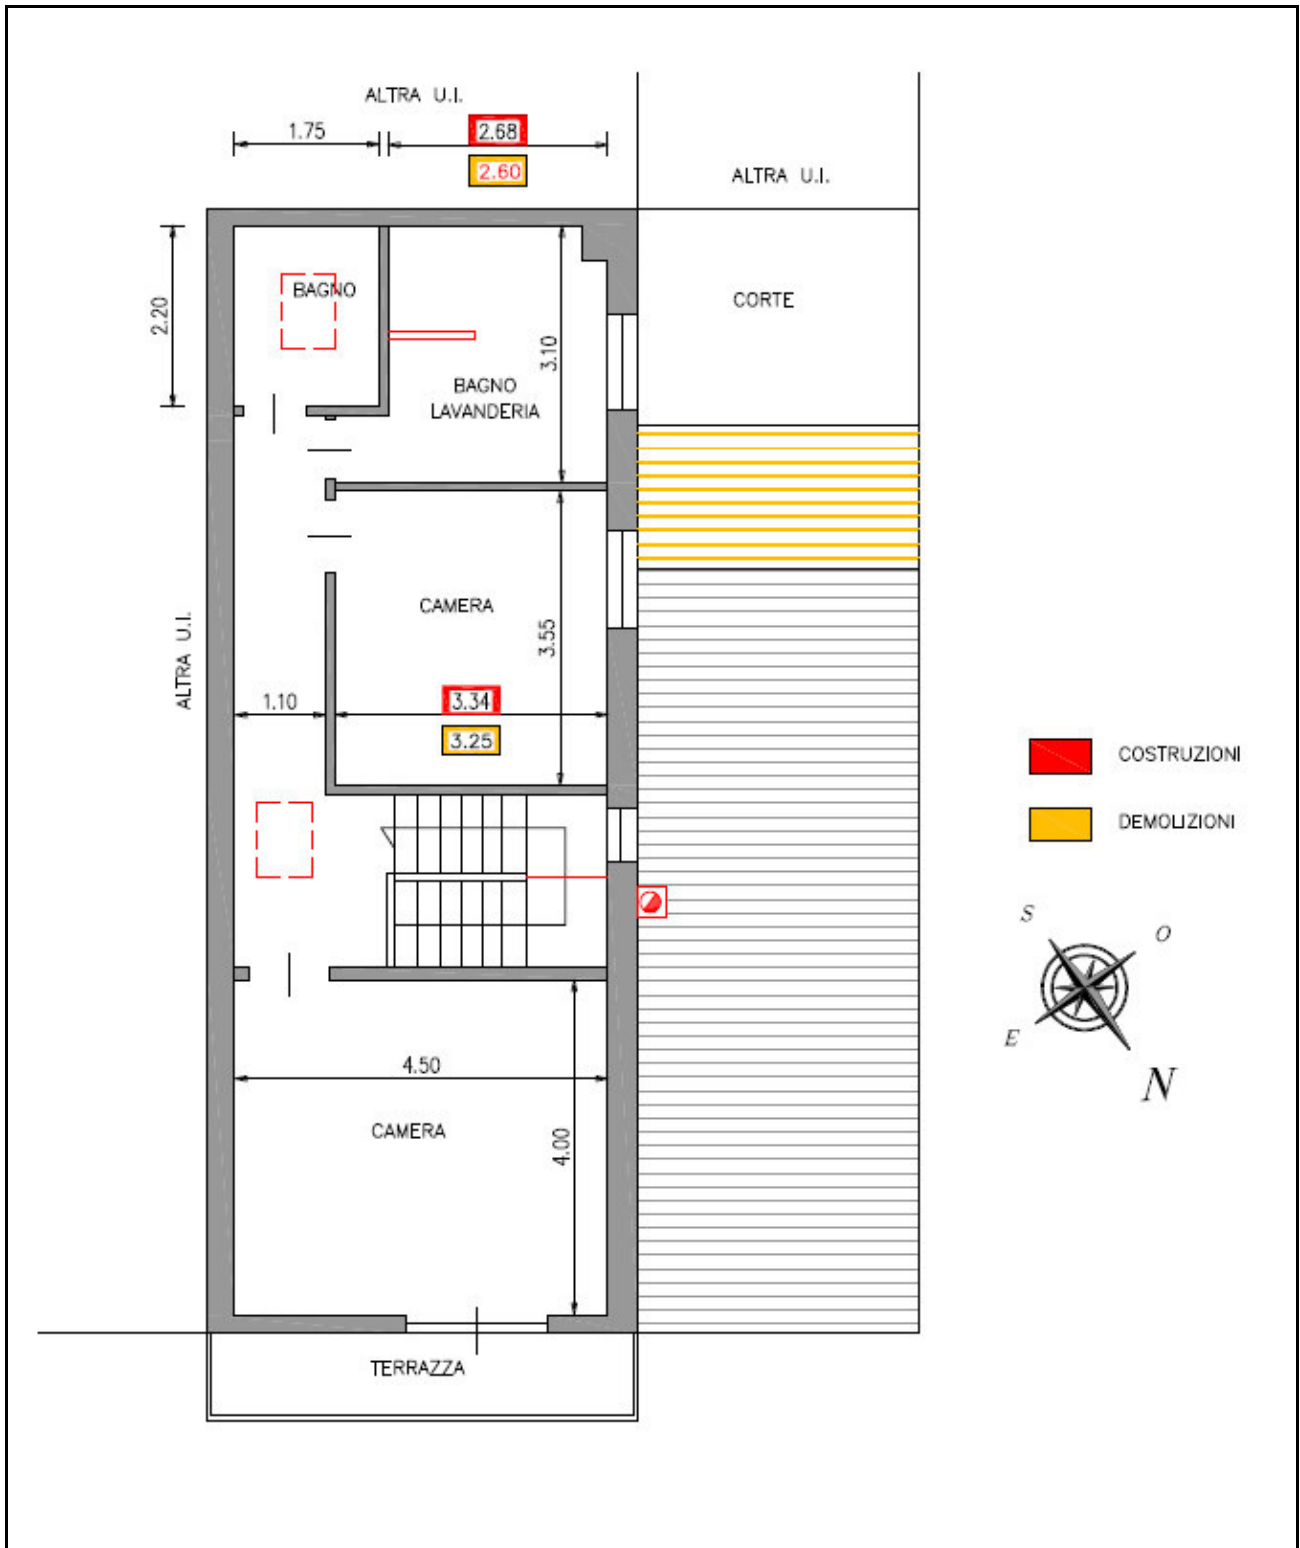 ALTRA U.I.
1.75
2.68
2.60
ALTRA U.I.
2.20
BAGNO
CORTE
3.10
BAGNO
LAVANDERIA
CAMERA
3.55
ALTRA U.I.
1.10
3.34
3.25
COSTRUZIONI
DEMOLIZIONI
S
O
E
N
4.50
CAMERA
4.00
TERRAZZA